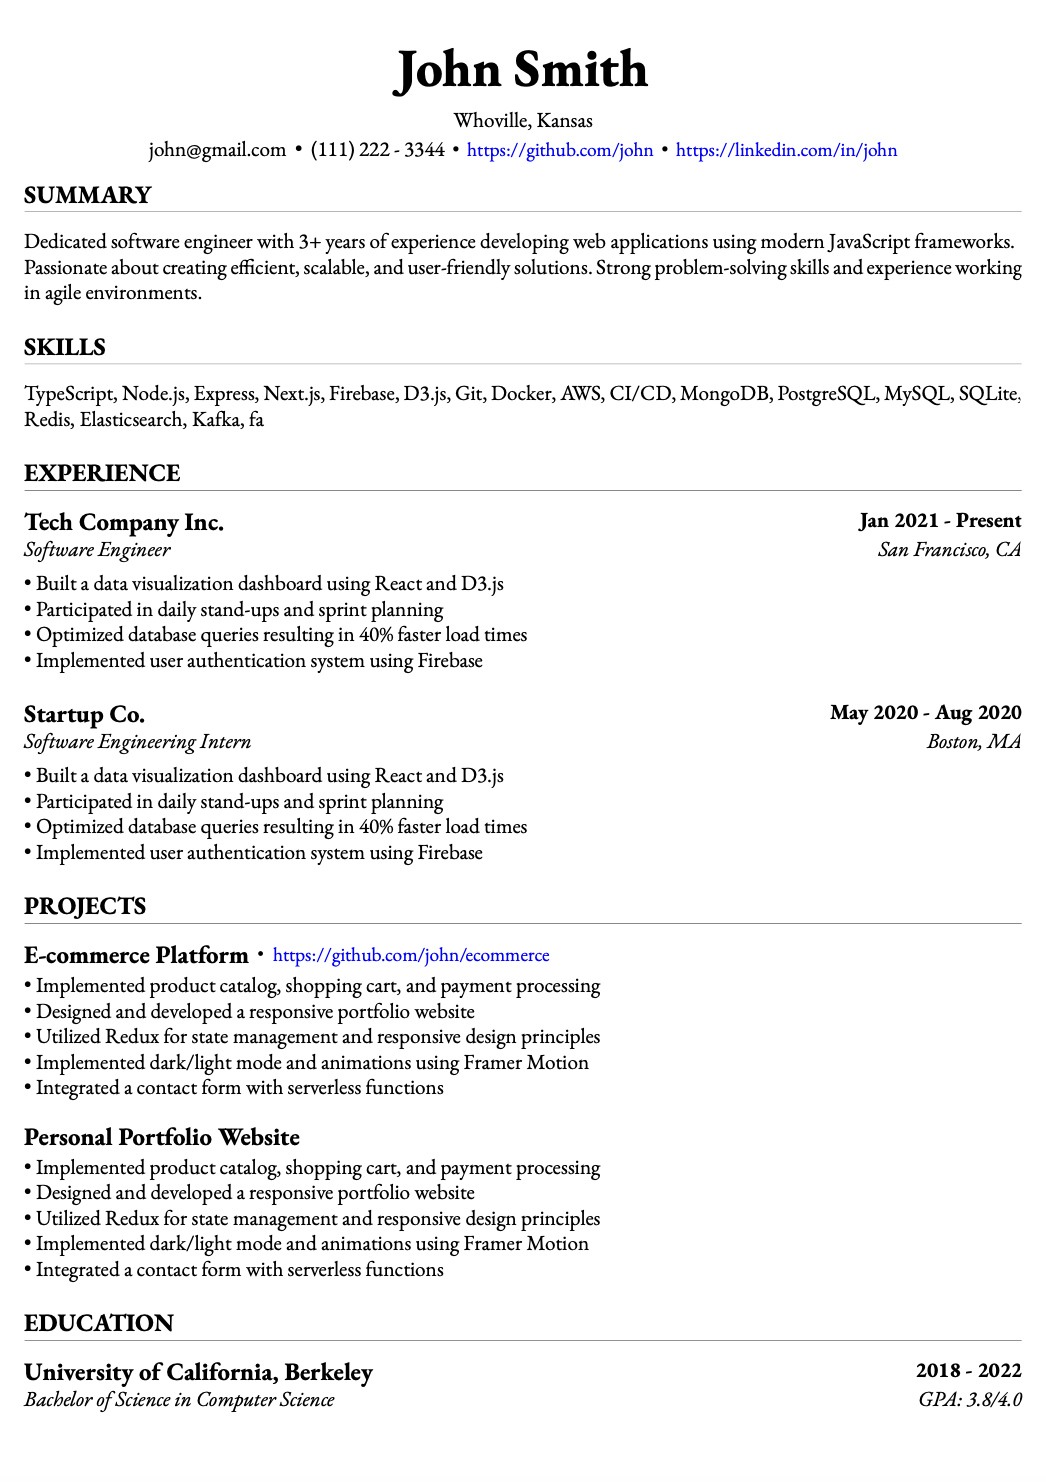 John Smith
Whoville, Kansas
john@gmail.com • (111) 222 - 3344 • https://github.com/john • https://linkedin.com/in/john
SUMMARY
Dedicated software engineer with 3+ years of experience developing web applications using modern JavaScript frameworks.
Passionate about creating efficient, scalable, and user-friendly solutions. Strong problem-solving skills and experience working
in agile environments.
SKILLS
TypeScript, Node.js, Express, Next.js, Firebase, D3.js, Git, Docker, AWS, CI/CD, MongoDB, PostgreSQL, MySQL, SQLite,
Redis, Elasticsearch, Kafka, fa
EXPERIENCE
Tech Company Inc. Jan 2021 - Present
Software Engineer San Francisco, CA
• Built a data visualization dashboard using React and D3.js
• Participated in daily stand-ups and sprint planning
• Optimized database queries resulting in 40% faster load times
• Implemented user authentication system using Firebase
Startup Co. May 2020 - Aug 2020
Software Engineering Intern Boston, MA
• Built a data visualization dashboard using React and D3.js
• Participated in daily stand-ups and sprint planning
• Optimized database queries resulting in 40% faster load times
• Implemented user authentication system using Firebase
PROJECTS
E-commerce Platform • https://github.com/john/ecommerce
• Implemented product catalog, shopping cart, and payment processing
• Designed and developed a responsive portfolio website
• Utilized Redux for state management and responsive design principles
• Implemented dark/light mode and animations using Framer Motion
• Integrated a contact form with serverless functions
Personal Portfolio Website
• Implemented product catalog, shopping cart, and payment processing
• Designed and developed a responsive portfolio website
• Utilized Redux for state management and responsive design principles
• Implemented dark/light mode and animations using Framer Motion
• Integrated a contact form with serverless functions
EDUCATION
University of California, Berkeley 2018 - 2022
Bachelor of Science in Computer Science GPA: 3.8/4.0